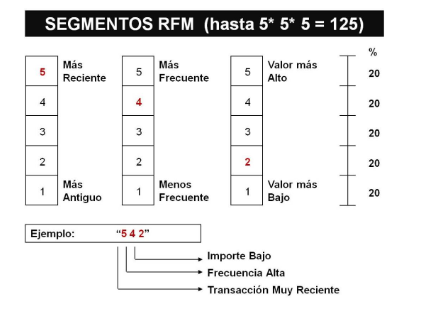 SEGMENTOS RFM (hasta 5* 5* 5 = 125)
%
5 Más Reciente 5 Más Frecuente 5 Valor más Alto 20
4 4 4 20
3 3 3 20
2 2 2 20
1 Más Antiguo 1 Menos Frecuente 1 Valor más Bajo 20
Ejemplo: “5 4 2”
Importe Bajo
Frecuencia Alta
Transacción Muy Reciente